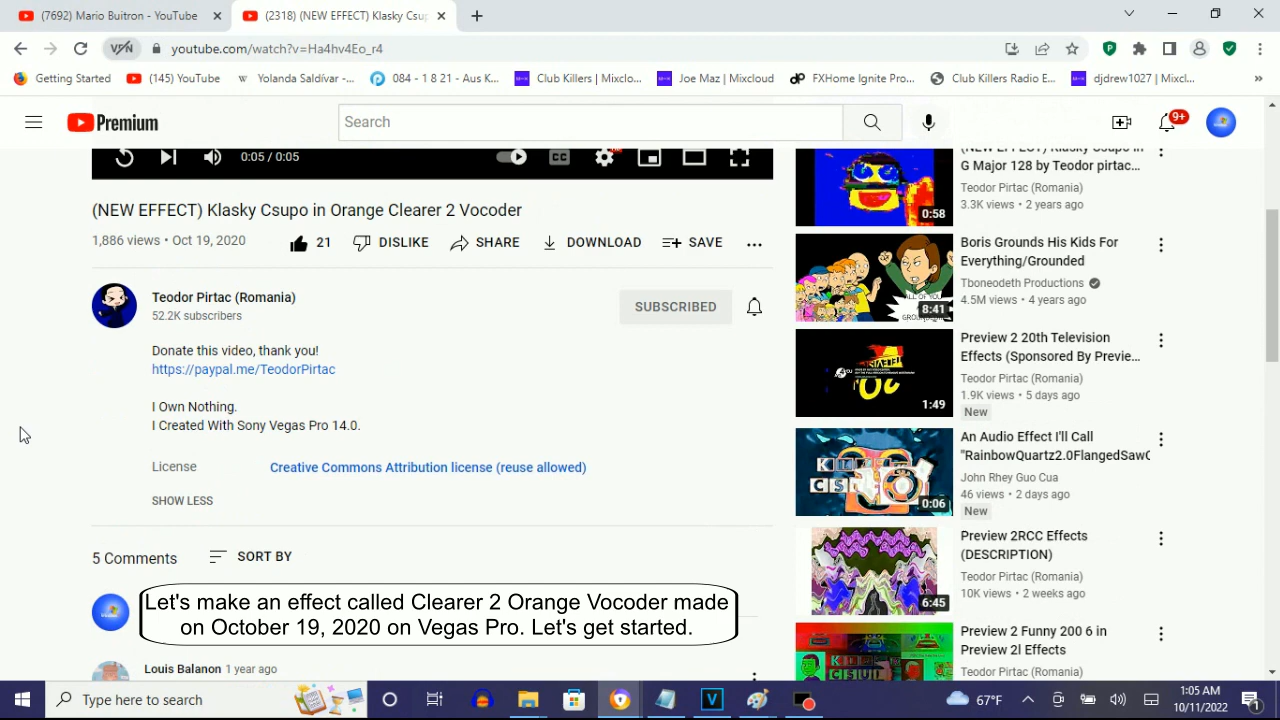 (7692) Mario Buitron - YouTube
(2318) (NEW EFFECT) Klasky Csup
youtube.com/watch?v=Ha4hv4Eo_r4
Getting Started
(145) YouTube
Yolanda Saldívar -...
084 - 1 8 21 - Aus K...
Club Killers | Mixclo...
Joe Maz | Mixcloud
FXHome Ignite Pro...
Club Killers Radio E...
djdrew1027 | Mixcl...
Premium
Search
9+
0:05 / 0:05
(NEW EFFECT) Klasky Csupo in Orange Clearer 2 Vocoder
1,886 views • Oct 19, 2020
21
DISLIKE
SHARE
DOWNLOAD
SAVE
Teodor Pirtac (Romania)
52.2K subscribers
SUBSCRIBED
Donate this video, thank you!
https://paypal.me/TeodorPirtac
I Own Nothing.
I Created With Sony Vegas Pro 14.0.
License
Creative Commons Attribution license (reuse allowed)
SHOW LESS
5 Comments
SORT BY
Let's make an effect called Clearer 2 Orange Vocoder made
on October 19, 2020 on Vegas Pro. Let's get started.
Louis Balanon 1 year ago
(NEW EFFECT) Klasky Csupo in
G Major 128 by Teodor pirtac...
Teodor Pirtac (Romania)
3.3K views • 2 years ago
0:58
Boris Grounds His Kids For
Everything/Grounded
Tboneodeth Productions
4.5M views • 4 years ago
8:41
Preview 2 20th Television
Effects (Sponsored By Previe...
Teodor Pirtac (Romania)
1.9K views • 5 days ago
New
1:49
An Audio Effect I'll Call
"RainbowQuartz2.0FlangedSawC
John Rhey Guo Cua
46 views • 2 days ago
New
0:06
Preview 2RCC Effects
(DESCRIPTION)
Teodor Pirtac (Romania)
10K views • 2 weeks ago
6:45
Preview 2 Funny 200 6 in
Preview 2l Effects
Teodor Pirtac (Romania)
Type here to search
67°F
1:05 AM
10/11/2022